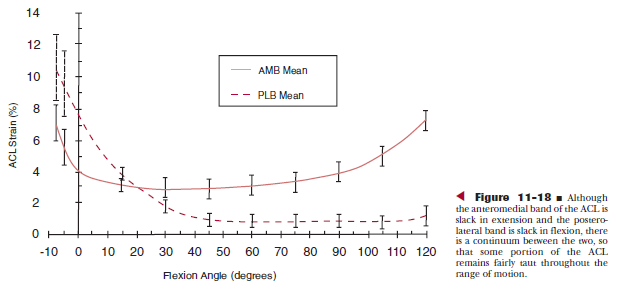 14
12
10
8
6
4
2
0
ACL Strain (%)
AMB Mean
PLB Mean
-10 0 10 20 30 40 50 60 70 80 90 100 110 120
Flexion Angle (degrees)
◄ Figure 11-18 ■ Although
the anteromedial band of the ACL is
slack in extension and the postero-
lateral band is slack in flexion, there
is a continuum between the two, so
that some portion of the ACL
remains fairly taut throughout the
range of motion.